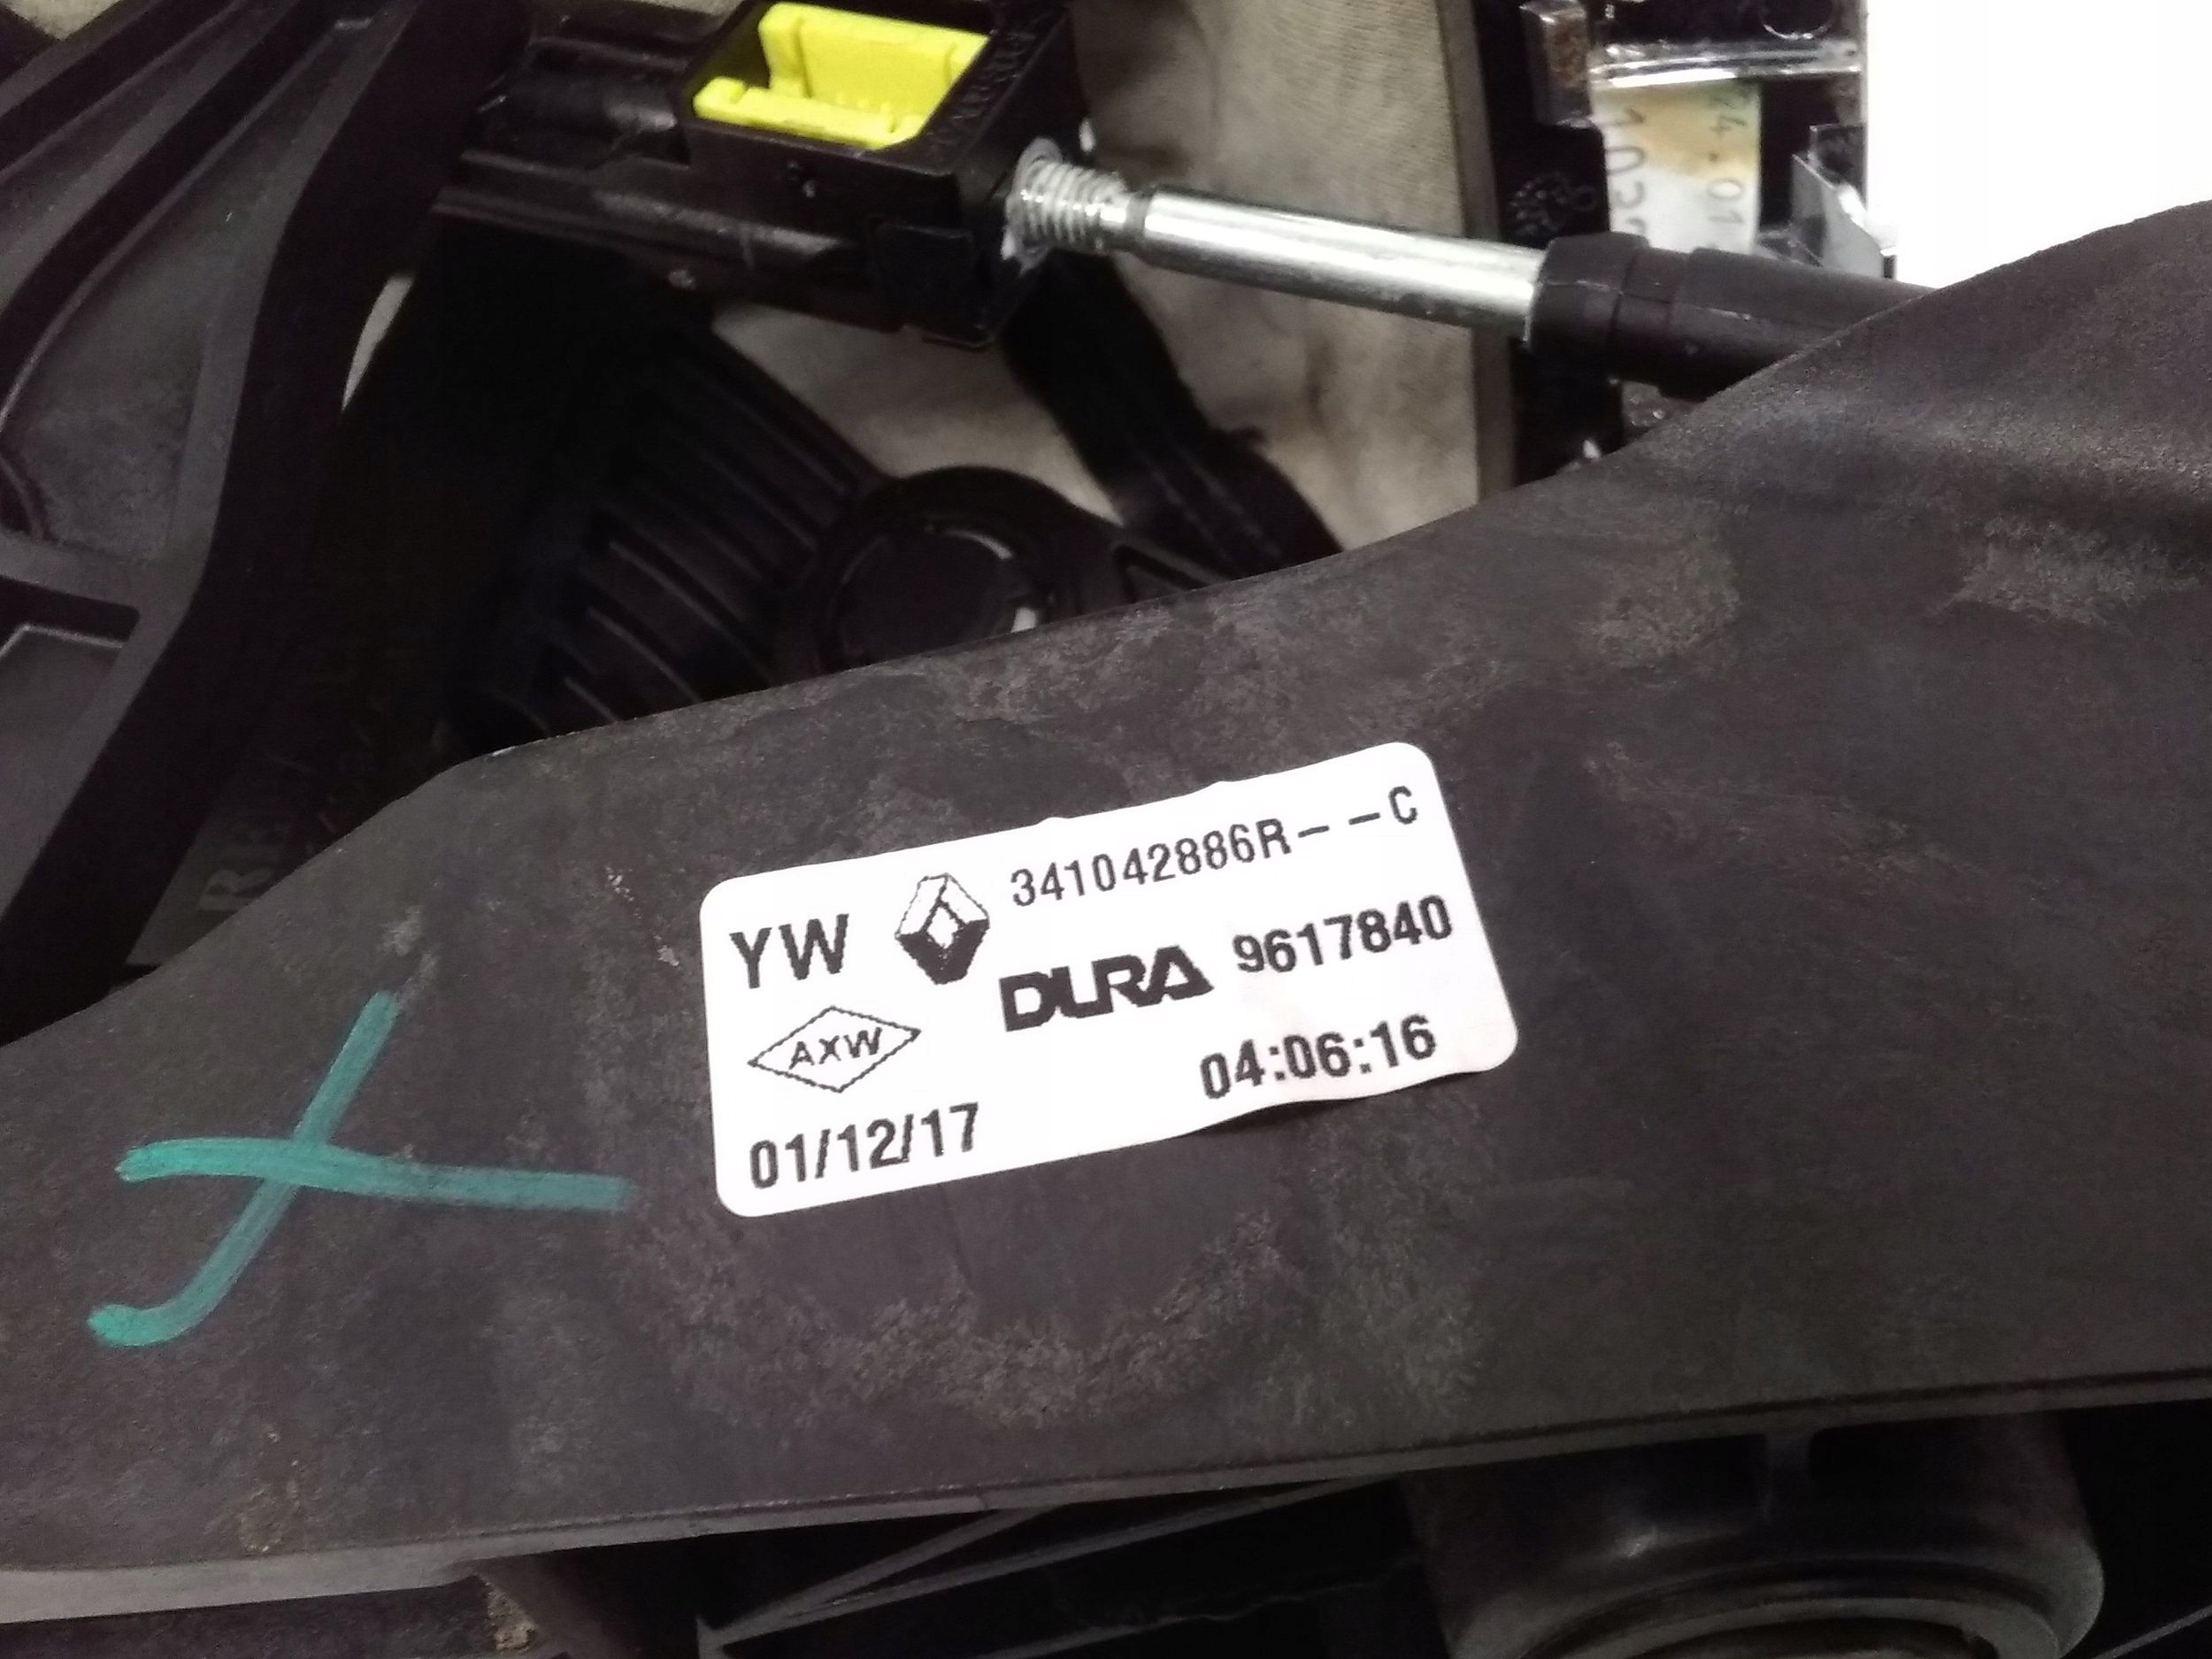 YW 341042886R--C
DURA 9617840
AXW
04:06:16
01/12/17